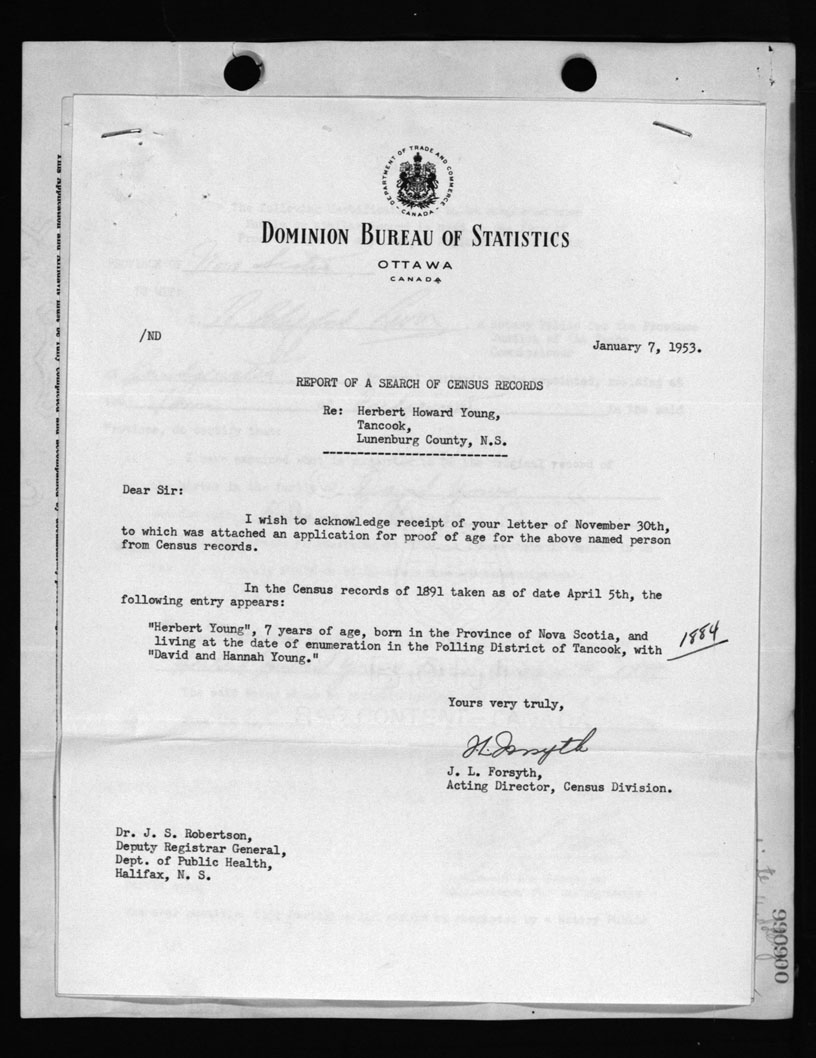 DEPARTMENT OF TRADE AND COMMERCE
CANADA
DOMINION BUREAU OF STATISTICS
OTTAWA
CANADA
/ND
January 7, 1953.
REPORT OF A SEARCH OF CENSUS RECORDS
Re: Herbert Howard Young,
Tancook,
Lunenburg County, N.S.
Dear Sir:
I wish to acknowledge receipt of your letter of November 30th,
to which was attached an application for proof of age for the above named person
from Census records.
In the Census records of 1891 taken as of date April 5th, the
following entry appears:
"Herbert Young", 7 years of age, born in the Province of Nova Scotia, and
living at the date of enumeration in the Polling District of Tancook, with
"David and Hannah Young."
1884
Yours very truly,
J. L. Forsyth,
Acting Director, Census Division.
Dr. J. S. Robertson,
Deputy Registrar General,
Dept. of Public Health,
Halifax, N. S.
006066